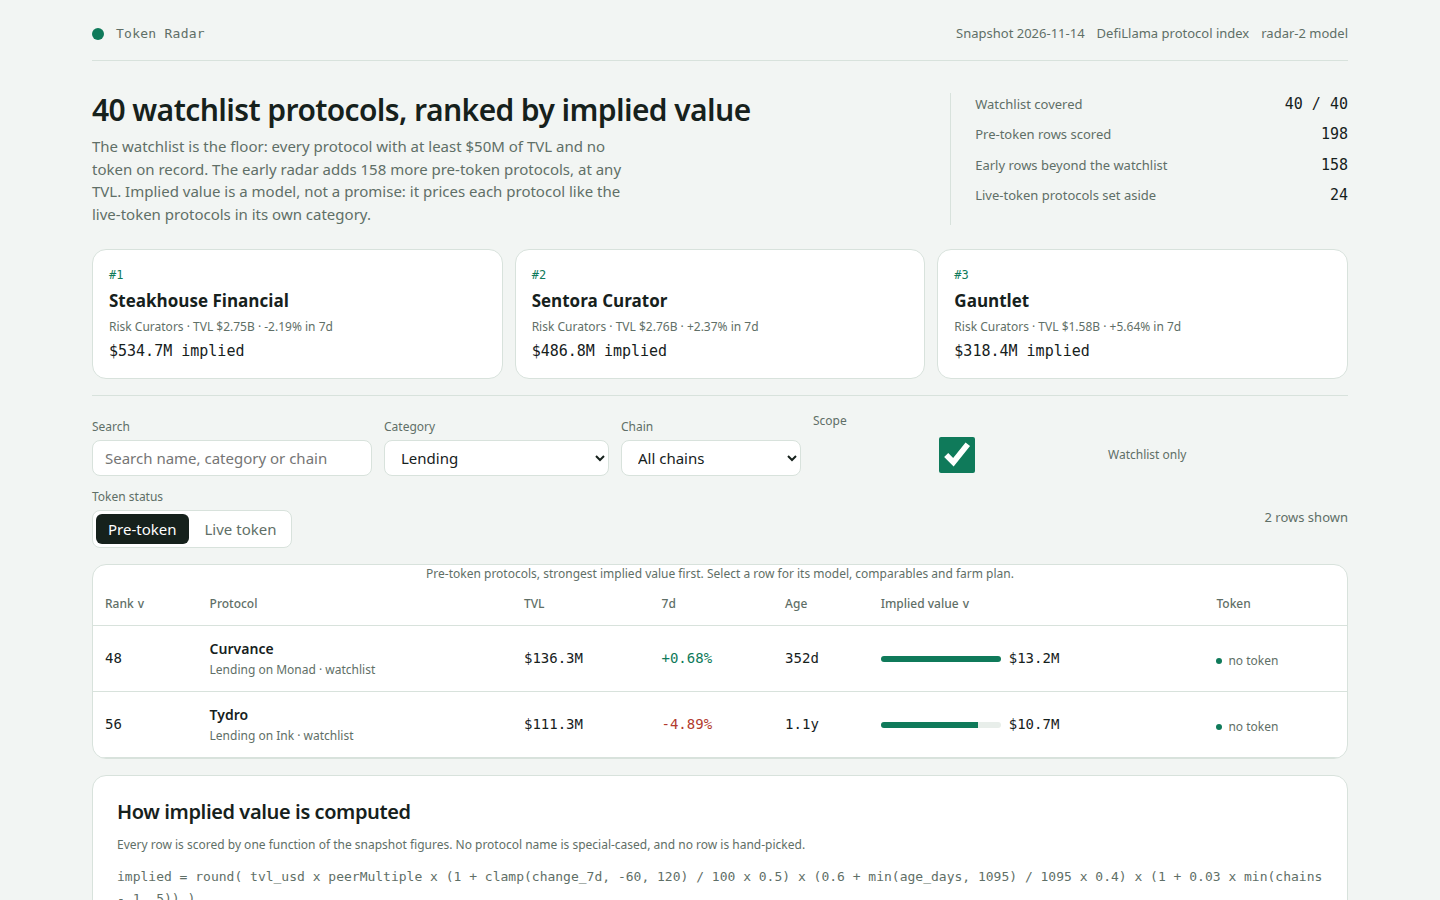 Token Radar
Snapshot 2026-11-14 DefiLlama protocol index radar-2 model
40 watchlist protocols, ranked by implied value
The watchlist is the floor: every protocol with at least $50M of TVL and no
token on record. The early radar adds 158 more pre-token protocols, at any
TVL. Implied value is a model, not a promise: it prices each protocol like the
live-token protocols in its own category.
Watchlist covered 40 / 40
Pre-token rows scored 198
Early rows beyond the watchlist 158
Live-token protocols set aside 24
#1
Steakhouse Financial
Risk Curators · TVL $2.75B · -2.19% in 7d
$534.7M implied
#2
Sentora Curator
Risk Curators · TVL $2.76B · +2.37% in 7d
$486.8M implied
#3
Gauntlet
Risk Curators · TVL $1.58B · +5.64% in 7d
$318.4M implied
Search
Search name, category or chain
Category
Lending
Chain
All chains
Scope
Watchlist only
Token status
Pre-token Live token
2 rows shown
Pre-token protocols, strongest implied value first. Select a row for its model, comparables and farm plan.
Rank v Protocol TVL 7d Age Implied value v Token
48 Curvance $136.3M +0.68% 352d $13.2M no token
Lending on Monad · watchlist
56 Tydro $111.3M -4.89% 1.1y $10.7M no token
Lending on Ink · watchlist
How implied value is computed
Every row is scored by one function of the snapshot figures. No protocol name is special-cased, and no row is hand-picked.
implied = round( tvl_usd x peerMultiple x (1 + clamp(change_7d, -60, 120) / 100 x 0.5) x (0.6 + min(age_days, 1095) / 1095 x 0.4) x (1 + 0.03 x min(chains
- 1, 5)) )